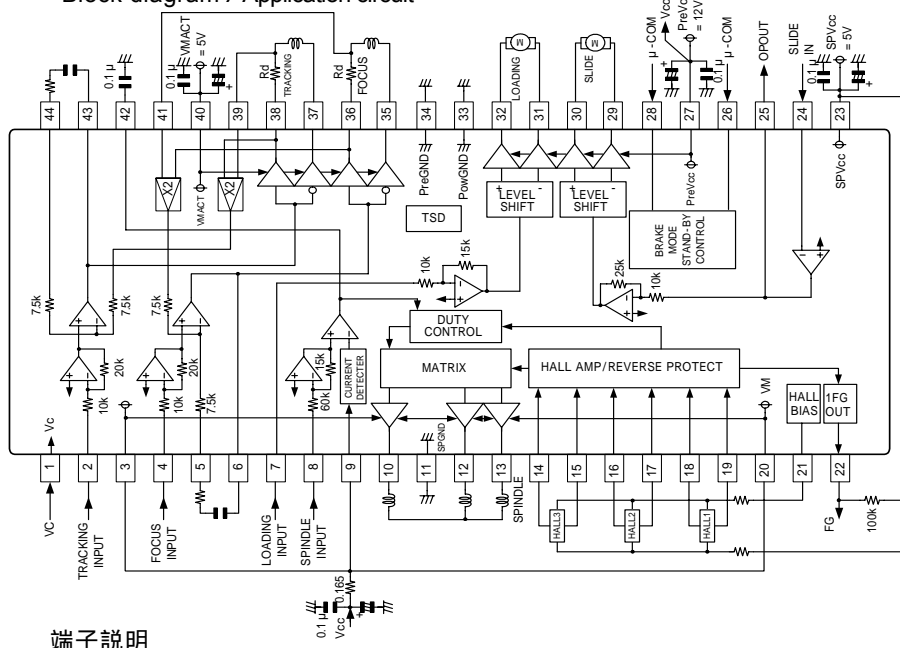 Block diagram / Application circuit
0.1 μ
VMACT
= 5V
Rd
TRACKING
Rd
FOCUS
0.1 μ
LOADING
M
SLIDE
M
μ-COM
Vcc
PreVcc
= 12V
0.1 μ
μ-COM
OPOUT
SLIDE
IN
0.1 μ
SPVcc
= 5V
44 43 42 41 40 39 38 37 36 35 34 33 32 31 30 29 28 27 26 25 24 23
X2
X2
VMACT
PreGND
PowGND
TSD
+ LEVEL -
SHIFT
+ LEVEL -
SHIFT
PreVcc
BRAKE
MODE
STAND-BY
CONTROL
SPVcc
7.5k
7.5k
7.5k
10k
15k
25k
10k
DUTY
CONTROL
20k
10k
20k
10k
7.5k
15k
60k
CURRENT
DETECTER
MATRIX
HALL AMP/REVERSE PROTECT
VM
HALL
BIAS
1FG
OUT
Vc
SPGND
1 2 3 4 5 6 7 8 9 10 11 12 13 14 15 16 17 18 19 20 21 22
VC
TRACKING
INPUT
FOCUS
INPUT
LOADING
INPUT
SPINDLE
INPUT
SPINDLE
HALL3
HALL2
HALL1
FG
100k
0.165
0.1 μ
Vcc
端子説明